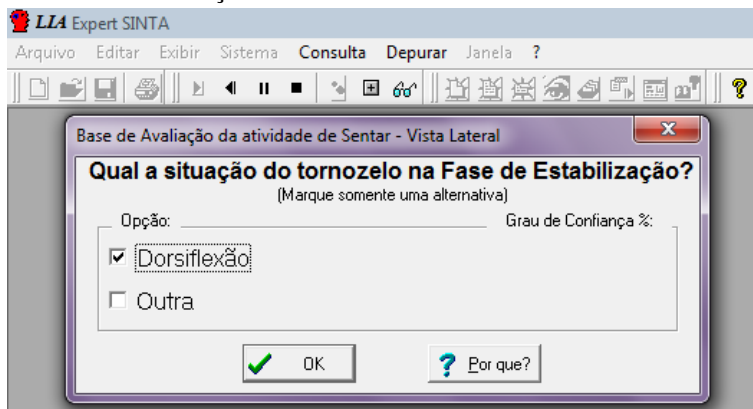 LIA Expert SINTA
Arquivo Editar Exibir Sistema Consulta Depurar Janela ?
Base de Avaliação da atividade de Sentar - Vista Lateral
Qual a situação do tornozelo na Fase de Estabilização?
(Marque somente uma alternativa)
Opção: Grau de Confiança %:
Dorsiflexão
Outra
OK ? Por que?